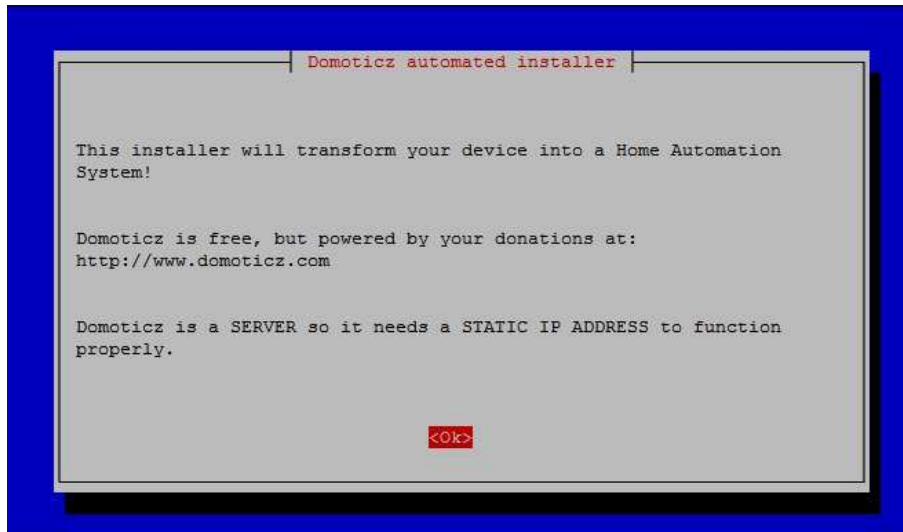 Domoticz automated installer
This installer will transform your device into a Home Automation
System!
Domoticz is free, but powered by your donations at:
http://www.domoticz.com
Domoticz is a SERVER so it needs a STATIC IP ADDRESS to function
properly.
<Ok>